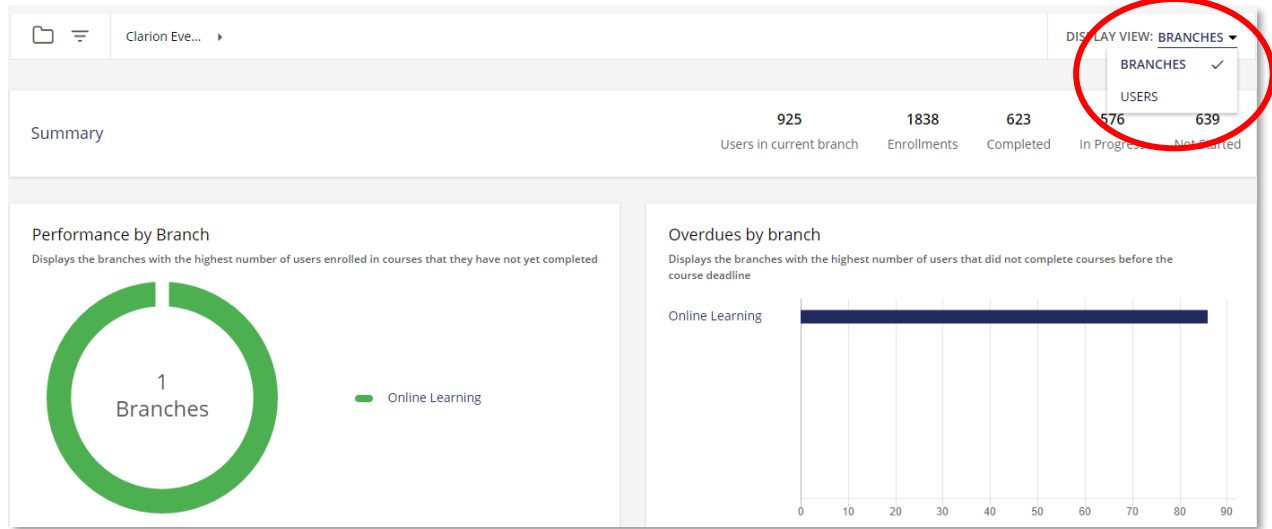 Clarion Eve...
DISPLAY VIEW: BRANCHES
BRANCHES
USERS
Summary
925
1838
623
576
639
Users in current branch
Enrollments
Completed
In Progress
Not Started
Performance by Branch
Displays the branches with the highest number of users enrolled in courses that they have not yet completed
1
Branches
Online Learning
Overdues by branch
Displays the branches with the highest number of users that did not complete courses before the
course deadline
Online Learning
0 10 20 30 40 50 60 70 80 90